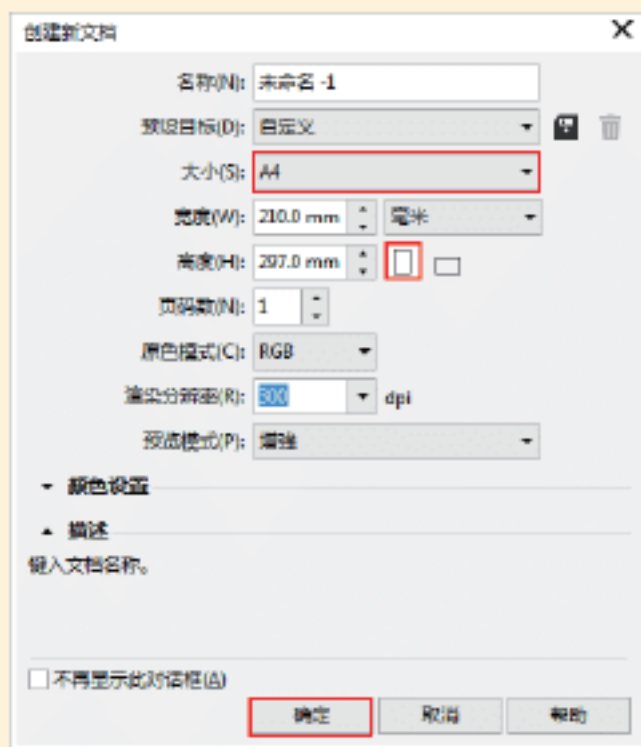 创建新文档
名称(N): 未命名 -1
预设目标(D): 自定义
大小(S): A4
宽度(W): 210.0 mm 毫米
高度(H): 297.0 mm
页码数(N): 1
原色模式(C): RGB
渲染分辨率(R): 300 dpi
预览模式(P): 增强
颜色设置
描述
键入文档名称。
不再显示此对话框(A)
确定 取消 帮助